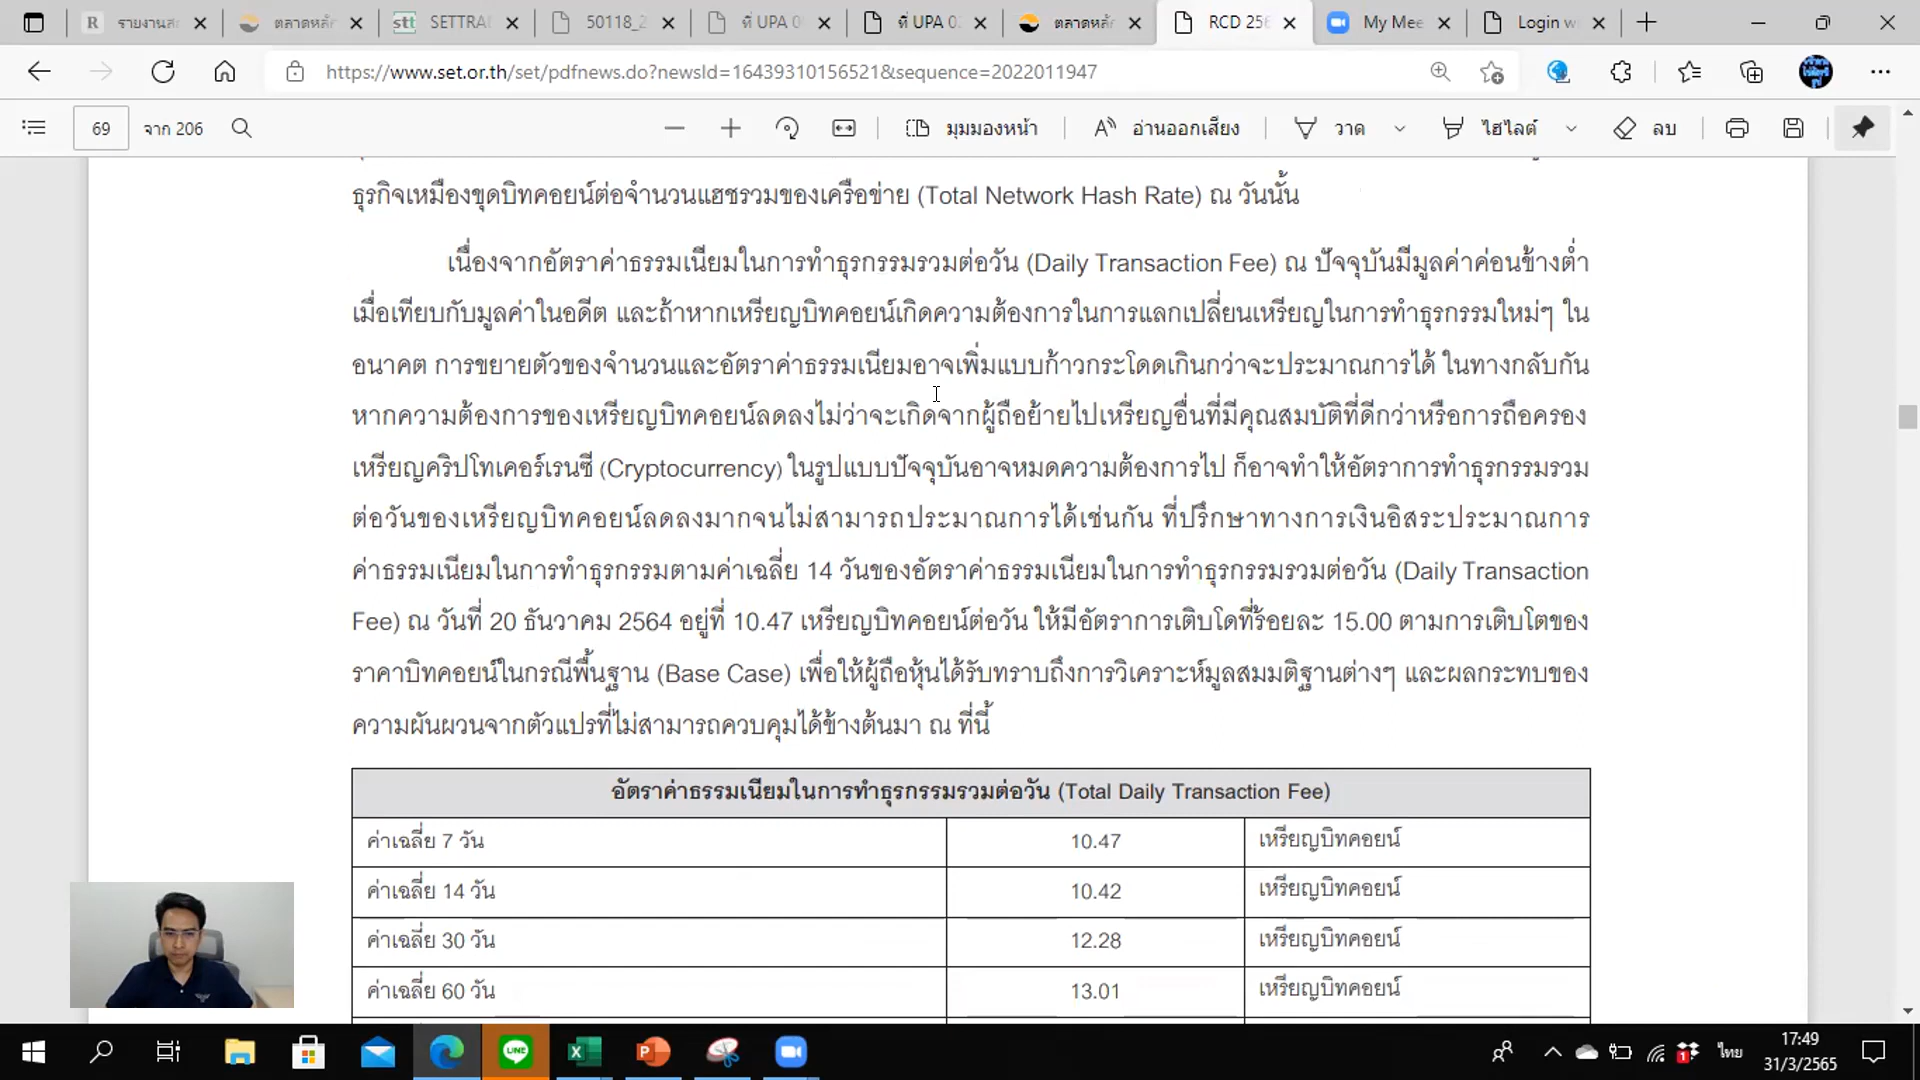 รายงานส
ตลาดหลัก
SETTRA
50118_2
ที่ UPA 0
ที่ UPA 02
ตลาดหลัก
RCD 256
My Mee
Login w
https://www.set.or.th/set/pdfnews.do?newsId=16439310156521&sequence=2022011947
69 จาก 206
มุมมองหน้า
อ่านออกเสียง
วาด
ไฮไลต์
ลบ
ธุรกิจเหมืองขุดบิทคอยน์ต่อจำนวนแฮชรวมของเครือข่าย (Total Network Hash Rate) ณ วันนั้น
เนื่องจากอัตราค่าธรรมเนียมในการทำธุรกรรมรวมต่อวัน (Daily Transaction Fee) ณ ปัจจุบันมีมูลค่าค่อนข้างต่ำ
เมื่อเทียบกับมูลค่าในอดีต และถ้าหากเหรียญบิทคอยน์เกิดความต้องการในการแลกเปลี่ยนเหรียญในการทำธุรกรรมใหม่ๆ ใน
อนาคต การขยายตัวของจำนวนและอัตราค่าธรรมเนียมอาจเพิ่มแบบก้าวกระโดดเกินกว่าจะประมาณการได้ ในทางกลับกัน
หากความต้องการของเหรียญบิทคอยน์ลดลงไม่ว่าจะเกิดจากผู้ถือย้ายไปเหรียญอื่นที่มีคุณสมบัติที่ดีกว่าหรือการถือครอง
เหรียญคริปโทเคอร์เรนซี (Cryptocurrency) ในรูปแบบปัจจุบันอาจหมดความต้องการไป ก็อาจทำให้อัตราการทำธุรกรรมรวม
ต่อวันของเหรียญบิทคอยน์ลดลงมากจนไม่สามารถประมาณการได้เช่นกัน ที่ปรึกษาทางการเงินอิสระประมาณการ
ค่าธรรมเนียมในการทำธุรกรรมตามค่าเฉลี่ย 14 วันของอัตราค่าธรรมเนียมในการทำธุรกรรมรวมต่อวัน (Daily Transaction
Fee) ณ วันที่ 20 ธันวาคม 2564 อยู่ที่ 10.47 เหรียญบิทคอยน์ต่อวัน ให้มีอัตราการเติบโดที่ร้อยละ 15.00 ตามการเติบโตของ
ราคาบิทคอยน์ในกรณีพื้นฐาน (Base Case) เพื่อให้ผู้ถือหุ้นได้รับทราบถึงการวิเคราะห์มูลสมมติฐานต่างๆ และผลกระทบของ
ความผันผวนจากตัวแปรที่ไม่สามารถควบคุมได้ข้างต้นมา ณ ที่นี้
อัตราค่าธรรมเนียมในการทำธุรกรรมรวมต่อวัน (Total Daily Transaction Fee)
ค่าเฉลี่ย 7 วัน 10.47 เหรียญบิทคอยน์
ค่าเฉลี่ย 14 วัน 10.42 เหรียญบิทคอยน์
ค่าเฉลี่ย 30 วัน 12.28 เหรียญบิทคอยน์
ค่าเฉลี่ย 60 วัน 13.01 เหรียญบิทคอยน์
ไทย
17:49
31/3/2565